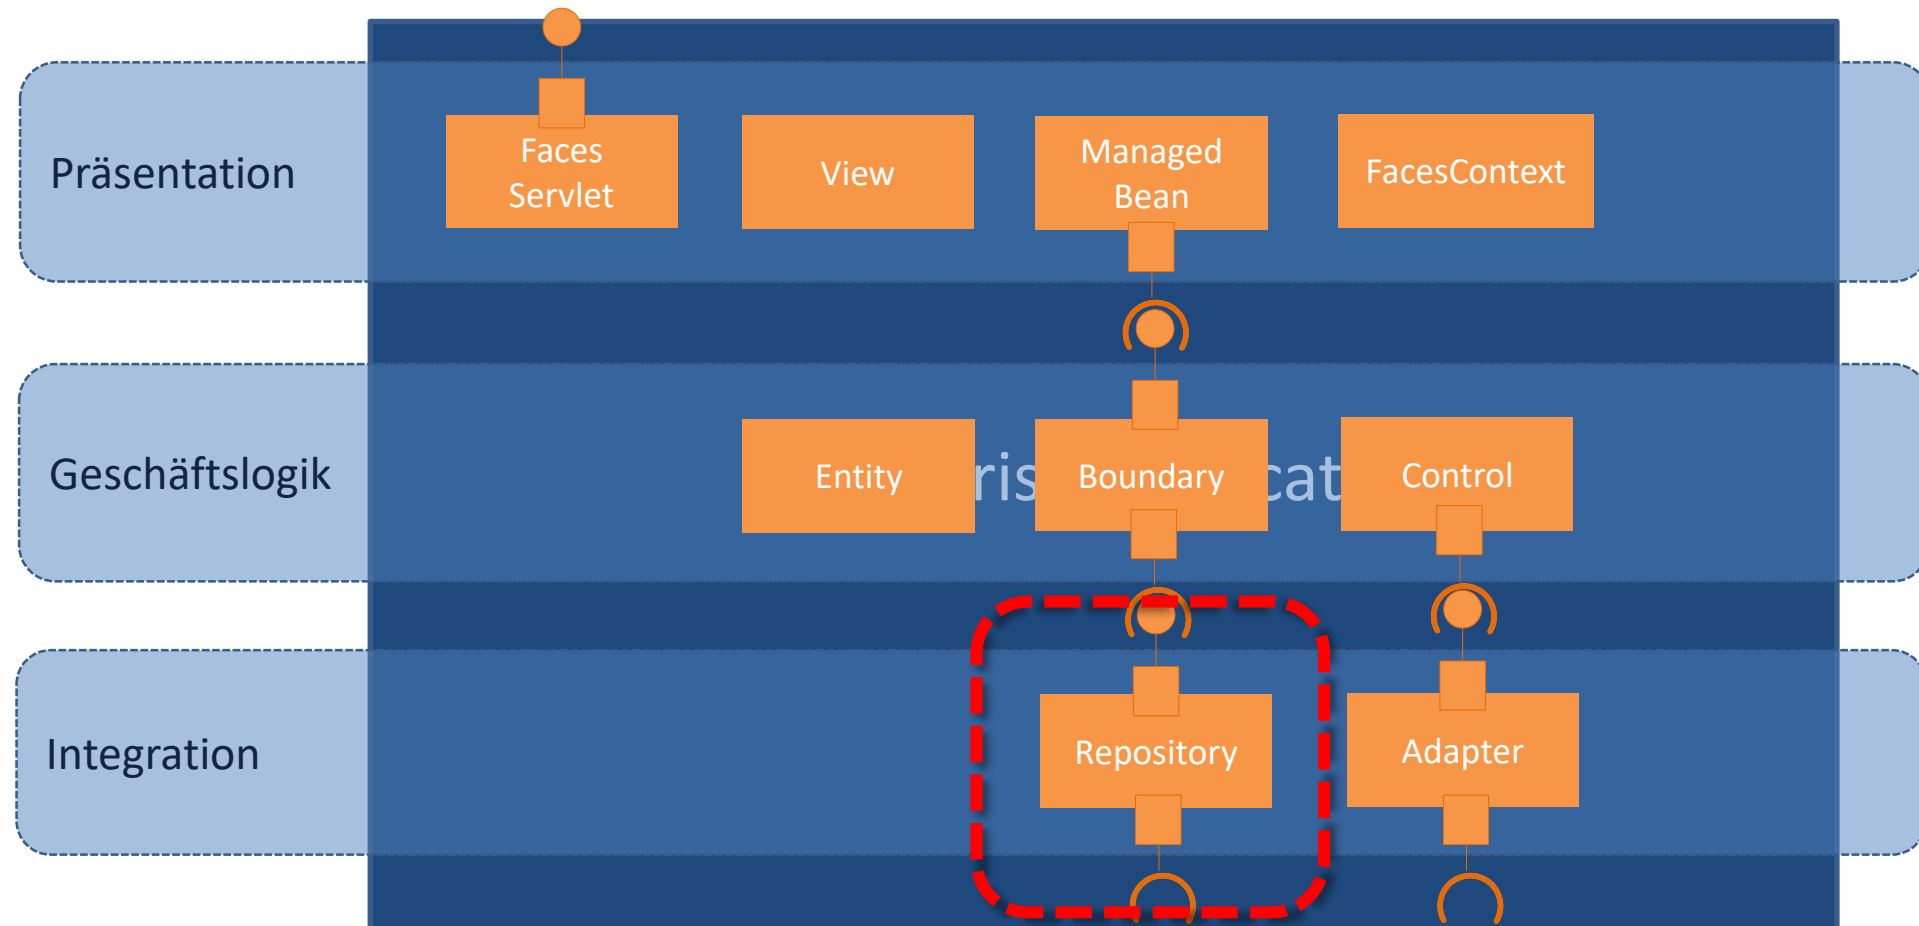 Präsentation
Faces
Servlet
View
Managed
Bean
FacesContext
Geschäftslogik
Entity
Boundary
Control
Integration
Repository
Adapter